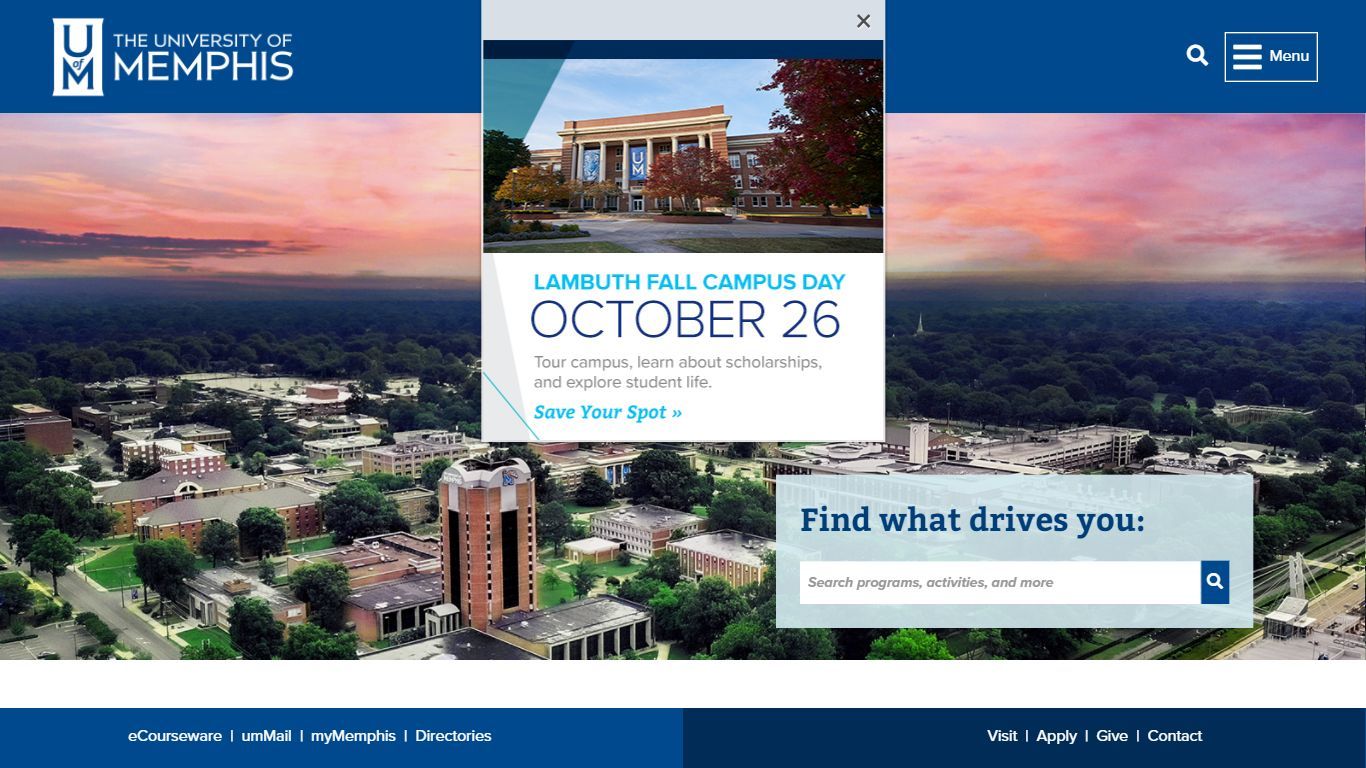 U
of
M
THE UNIVERSITY OF
MEMPHIS
Menu
U
M
LAMBUTH FALL CAMPUS DAY
OCTOBER 26
Tour campus, learn about scholarships,
and explore student life.
Save Your Spot »
MEMPHIS
Find what drives you:
Search programs, activities, and more
eCourseware | umMail | myMemphis | Directories
Visit | Apply | Give | Contact